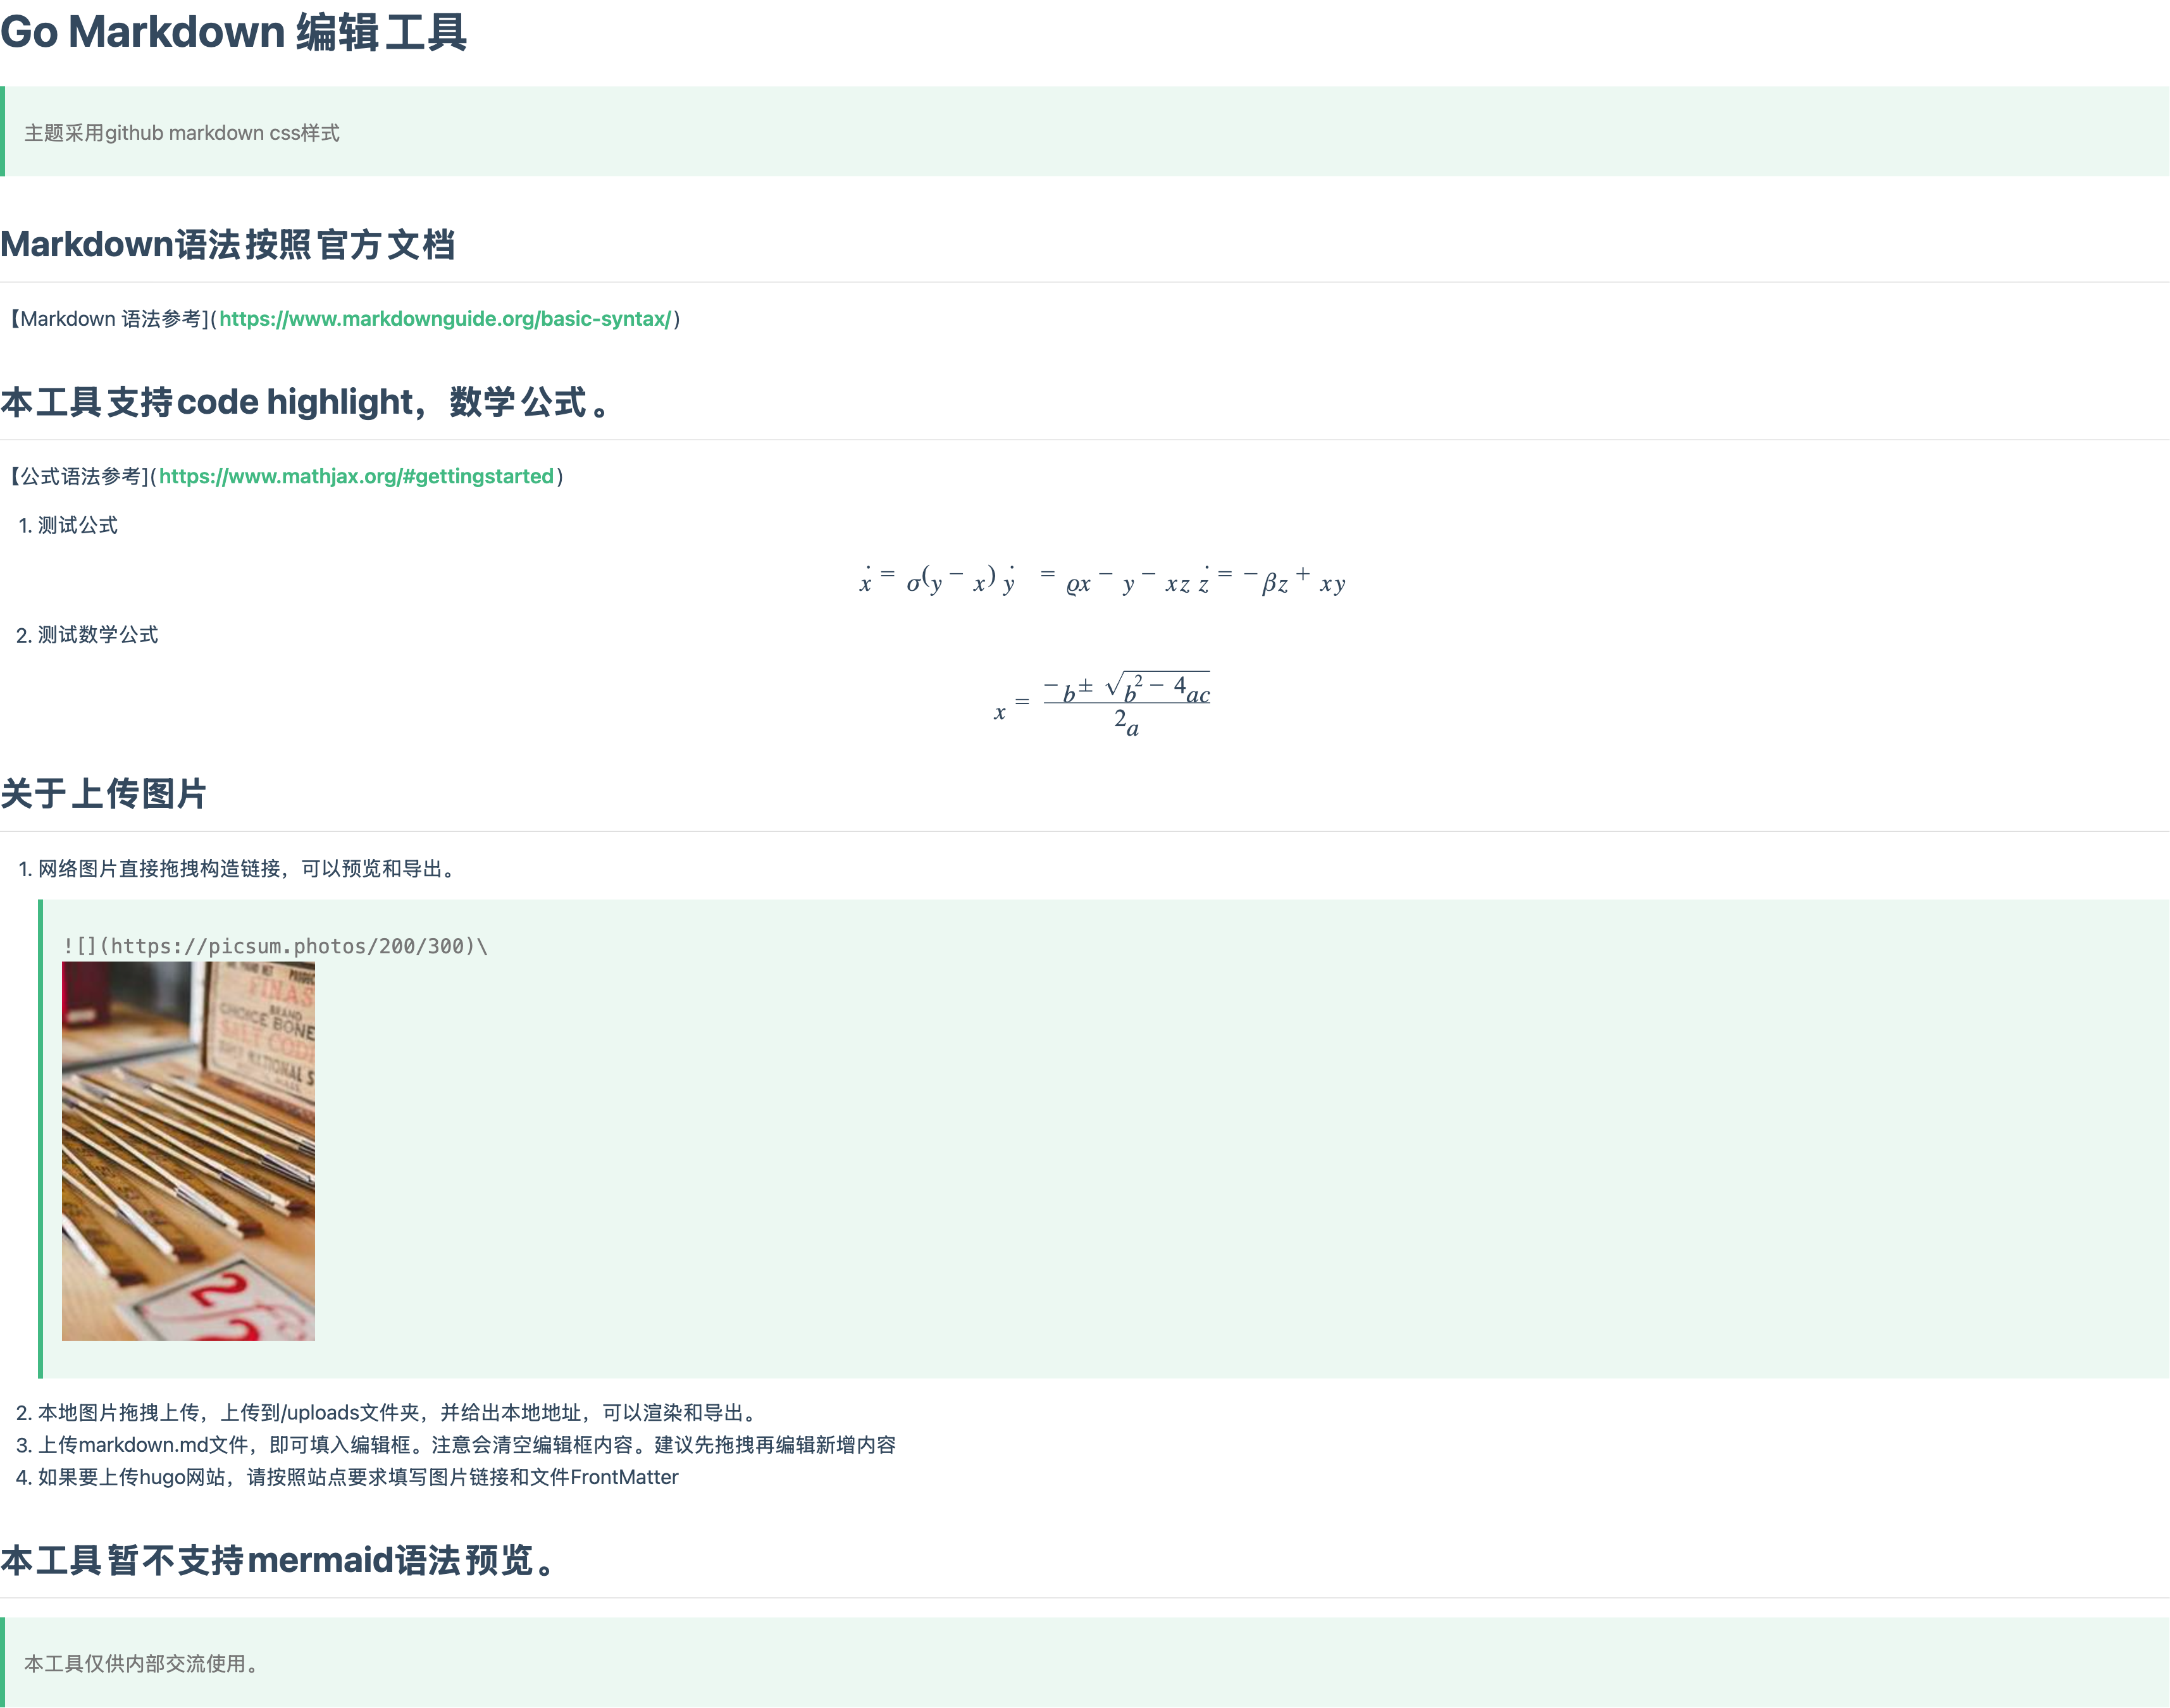 Go Markdown 编辑工具
主题采用github markdown css样式
Markdown语法按照官方文档
【Markdown 语法参考](https://www.markdownguide.org/basic-syntax/)
本工具支持code highlight，数学公式。
【公式语法参考](https://www.mathjax.org/#gettingstarted)
1. 测试公式
ẋ = σ(y − x) ẏ = ϱx − y − xz ż = −βz + xy
2. 测试数学公式
x = \frac{-b ± \sqrt{b^2 − 4ac}}{2a}
关于上传图片
1. 网络图片直接拖拽构造链接，可以预览和导出。
![](https://picsum.photos/200/300)\
FINAS
BRAND
CHOICE BONE
SALT COD
NATIONAL S
2
2. 本地图片拖拽上传，上传到/uploads文件夹，并给出本地地址，可以渲染和导出。
3. 上传markdown.md文件，即可填入编辑框。注意会清空编辑框内容。建议先拖拽再编辑新增内容
4. 如果要上传hugo网站，请按照站点要求填写图片链接和文件FrontMatter
本工具暂不支持mermaid语法预览。
本工具仅供内部交流使用。